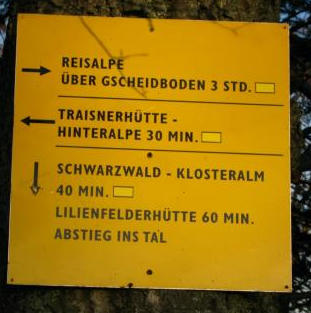 REISALPE
ÜBER GSCHEIDBODEN 3 STD.
TRAISNERHÜTTE -
HINTERALPE 30 MIN.
SCHWARZWALD - KLOSTERALM
40 MIN.
LILIENFELDERHÜTTE 60 MIN.
ABSTIEG INS TAL